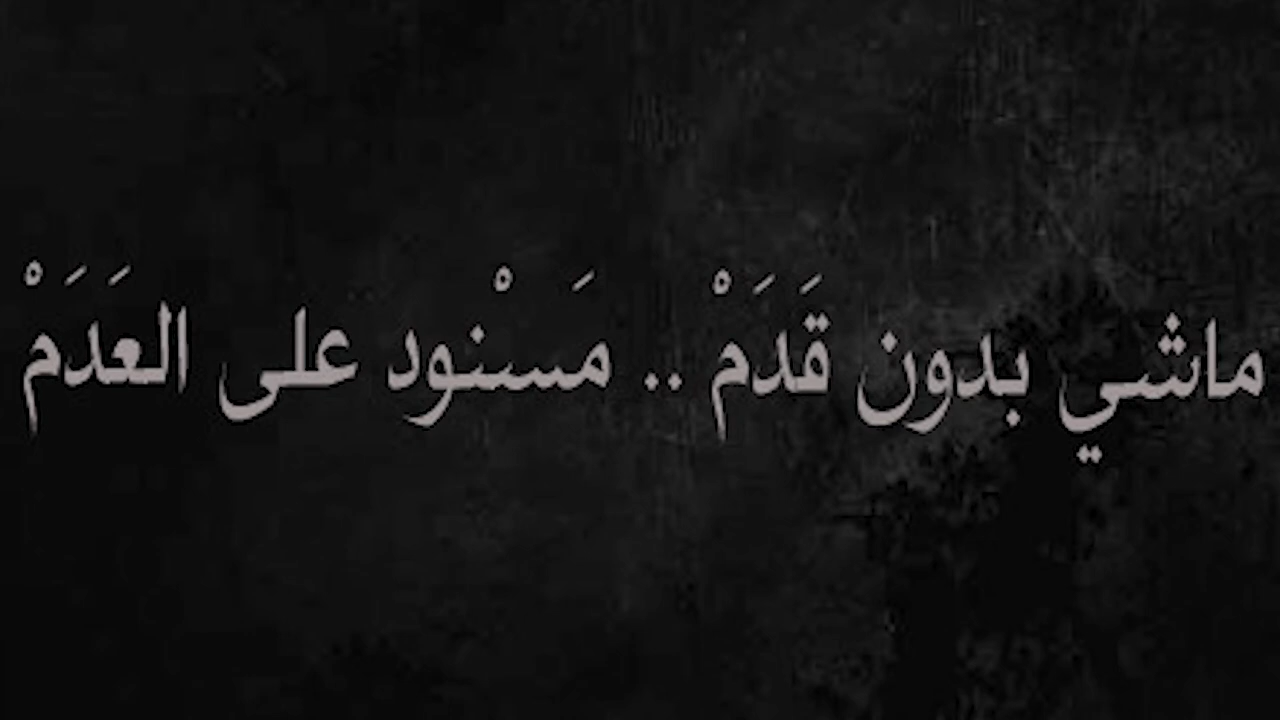 ماشي بدون قَدَمْ .. مَسْنود على العَدَمْ